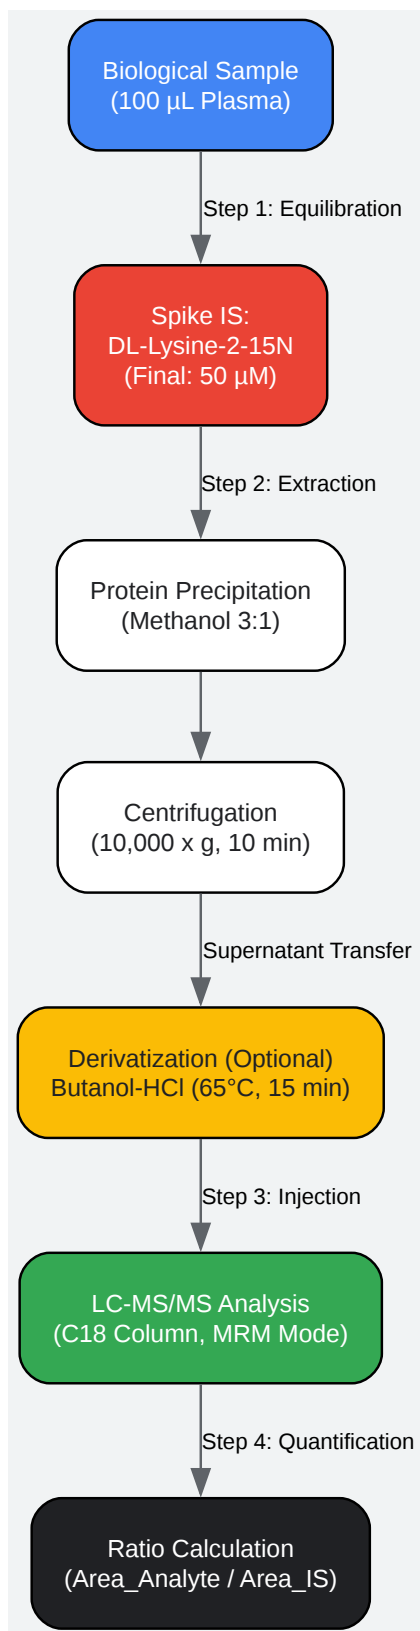 Biological Sample
(100 µL Plasma)
Step 1: Equilibration
Spike IS:
DL-Lysine-2-15N
(Final: 50 µM)
Step 2: Extraction
Protein Precipitation
(Methanol 3:1)
Centrifugation
(10,000 x g, 10 min)
Supernatant Transfer
Derivatization (Optional)
Butanol-HCl (65°C, 15 min)
Step 3: Injection
LC-MS/MS Analysis
(C18 Column, MRM Mode)
Step 4: Quantification
Ratio Calculation
(Area_Analyte / Area_IS)